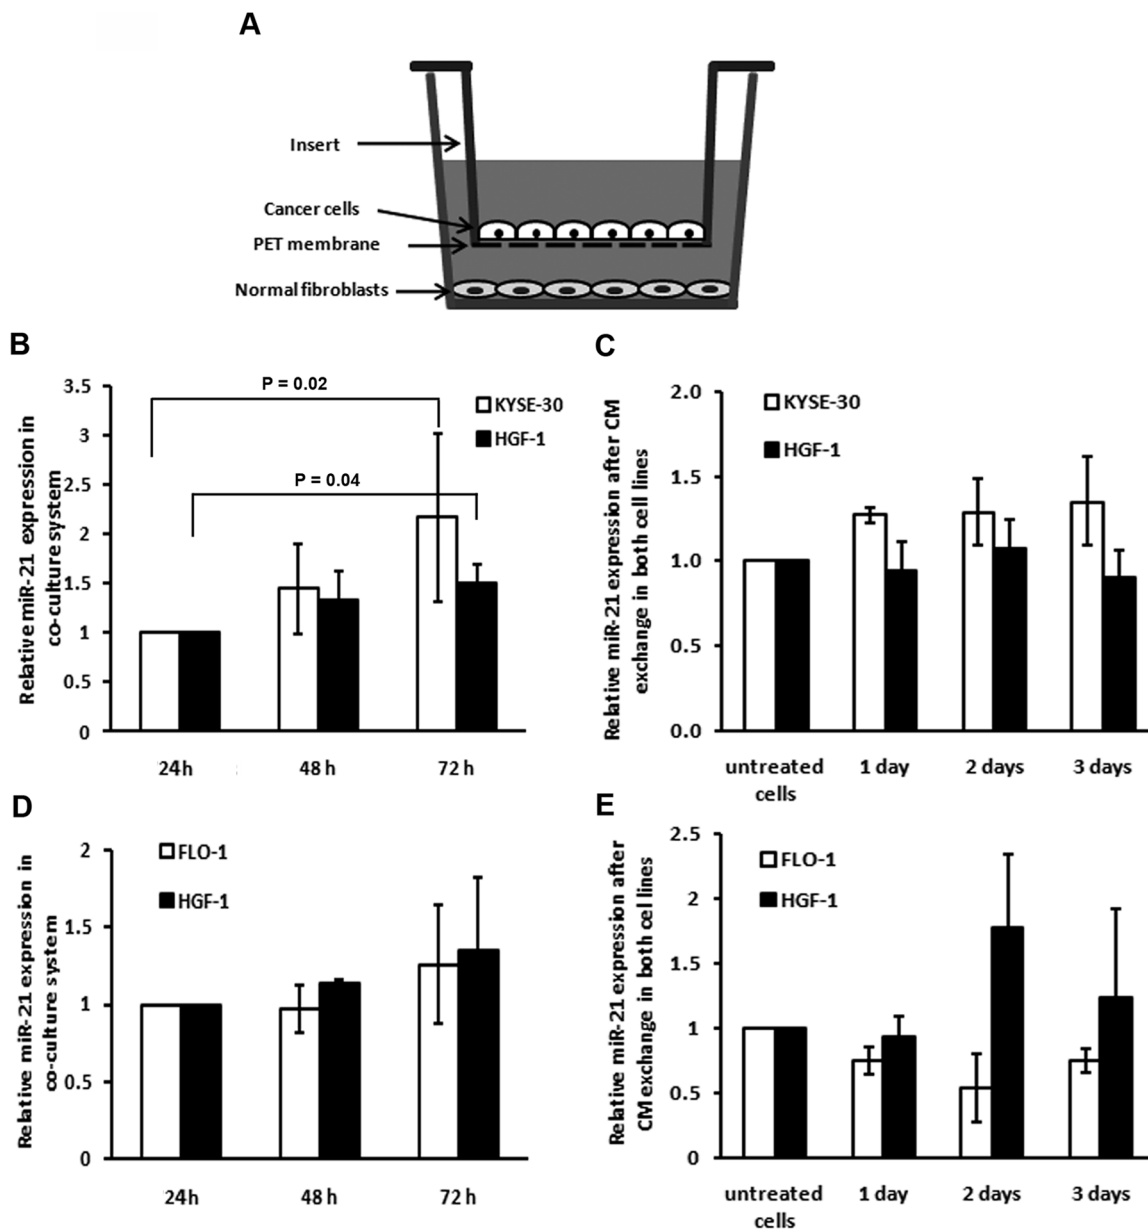 A
Insert
Cancer cells
PET membrane
Normal fibroblasts
B
Relative miR-21 expression in
co-culture system
3.5
3
2.5
2
1.5
1
0.5
0
P = 0.02
P = 0.04
KYSE-30
HGF-1
24h
48 h
72 h
C
Relative miR-21 expression after CM
exchange in both cell lines
2.0
1.5
1.0
0.5
0.0
KYSE-30
HGF-1
untreated
cells
1 day
2 days
3 days
D
Relative miR-21 expression in
co-culture system
2
1.5
1
0.5
0
FLO-1
HGF-1
24h
48 h
72 h
E
Relative miR-21 expression after
CM exchange in both cel lines
2.5
2
1.5
1
0.5
0
FLO-1
HGF-1
untreated
cells
1 day
2 days
3 days